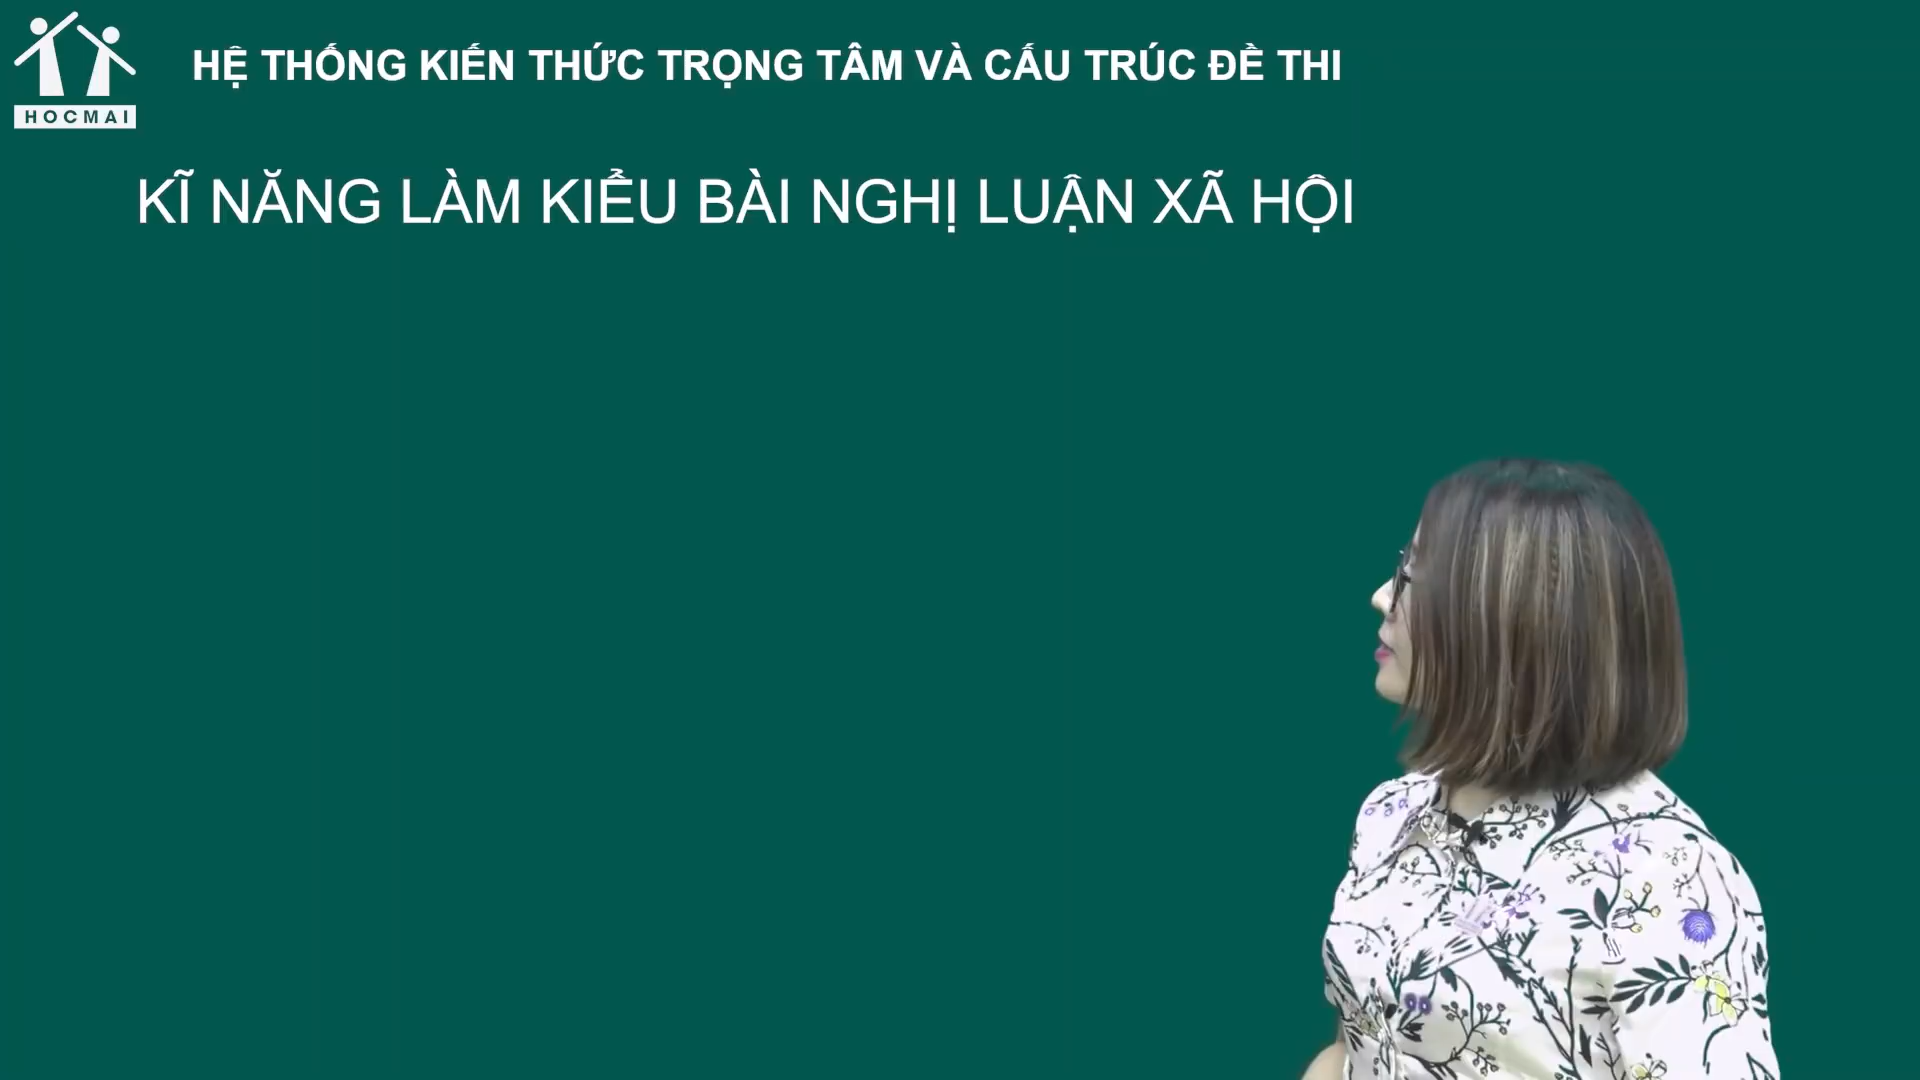 HOCMAI
HỆ THỐNG KIẾN THỨC TRỌNG TÂM VÀ CẤU TRÚC ĐỀ THI
KĨ NĂNG LÀM KIỂU BÀI NGHỊ LUẬN XÃ HỘI